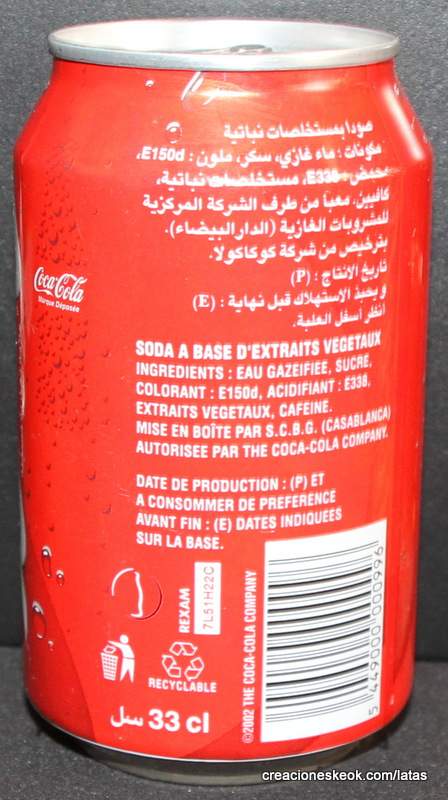 صودا بمستخلصات نباتية
مكونات : ماء غازي، سكر، ملون : E150d،
محمض : E338، مستخلصات نباتية،
كافيين، معبأ من طرف الشركة المركزية
للمشروبات الغازية (الدار البيضاء).
بترخيص من شركة كوكاكولا.
تاريخ الانتاج : (P)
و يحبذ الاستهلاك قبل نهاية : (E)
انظر أسفل العلبة.
Coca-Cola
Marque Déposée
SODA A BASE D'EXTRAITS VEGETAUX
INGREDIENTS : EAU GAZEIFIEE, SUCRE,
COLORANT : E150d, ACIDIFIANT : E338,
EXTRAITS VEGETAUX, CAFEINE.
MISE EN BOÎTE PAR S.C.B.G. (CASABLANCA)
AUTORISEE PAR THE COCA-COLA COMPANY.
DATE DE PRODUCTION : (P) ET
A CONSOMMER DE PREFERENCE
AVANT FIN : (E) DATES INDIQUEES
SUR LA BASE.
REXAM
7L51H22C
RECYCLABLE
33 cl سل
©2002 THE COCA-COLA COMPANY
5 449000 000996
creacioneskeok.com/latas